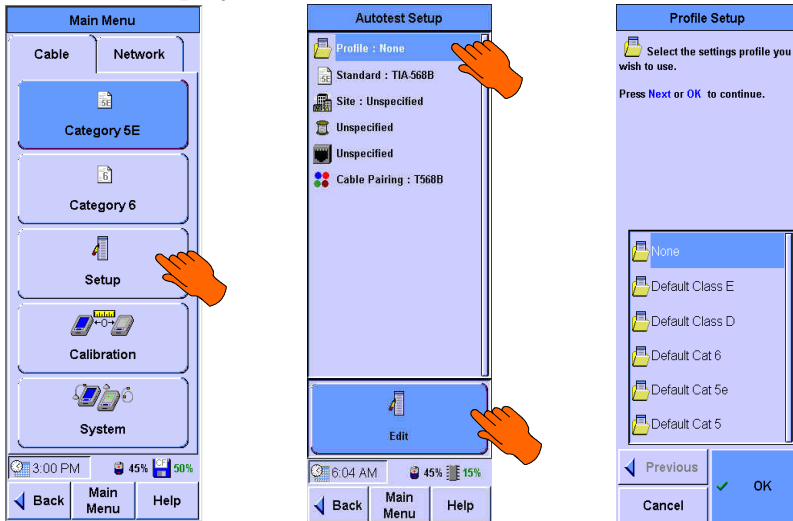 Main Menu
Cable
Network
5E
Category 5E
6
Category 6
Setup
Calibration
System
3:00 PM
45%
CF
50%
Back
Main
Menu
Help
Autotest Setup
Profile : None
5E
Standard : TIA-568B
Site : Unspecified
Unspecified
Unspecified
Cable Pairing : T568B
Edit
6:04 AM
45%
15%
Back
Main
Menu
Help
Profile Setup
Select the settings profile you
wish to use.
Press Next or OK to continue.
None
Default Class E
Default Class D
Default Cat 6
Default Cat 5e
Default Cat 5
Previous
OK
Cancel